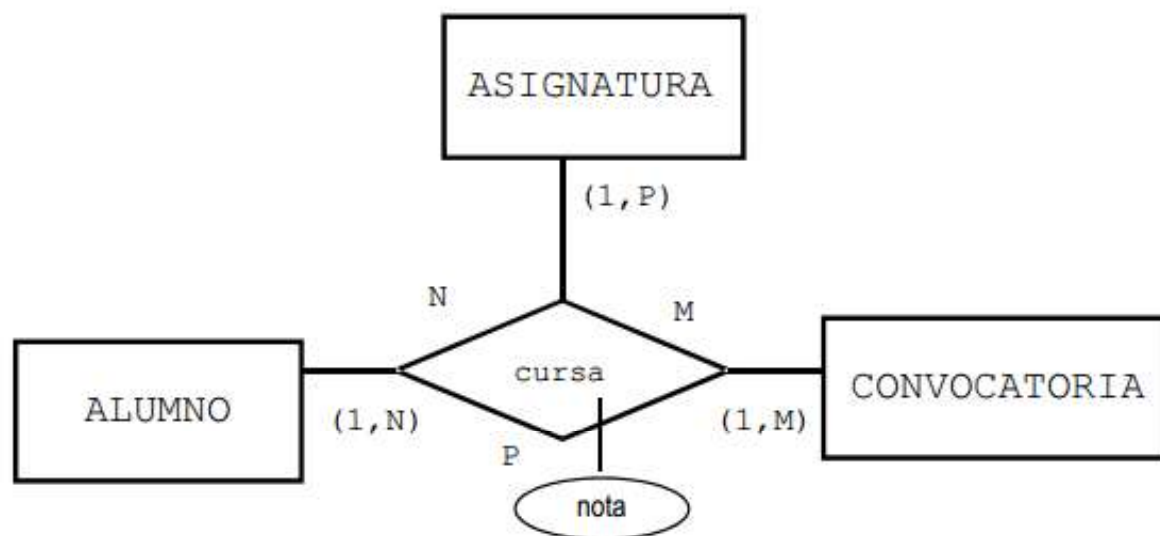 ASIGNATURA
(1,P)
N
M
cursa
ALUMNO
CONVOCATORIA
(1,N)
(1,M)
P
nota